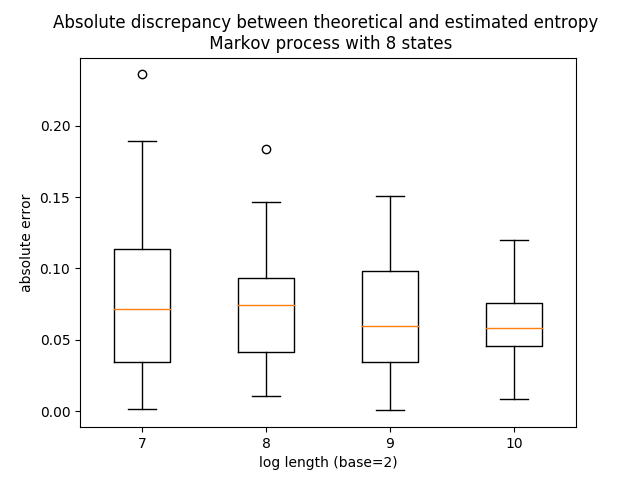 Absolute discrepancy between theoretical and estimated entropy
Markov process with 8 states
0.20
0.15
0.10
0.05
0.00
absolute error
7 8 9 10
log length (base=2)